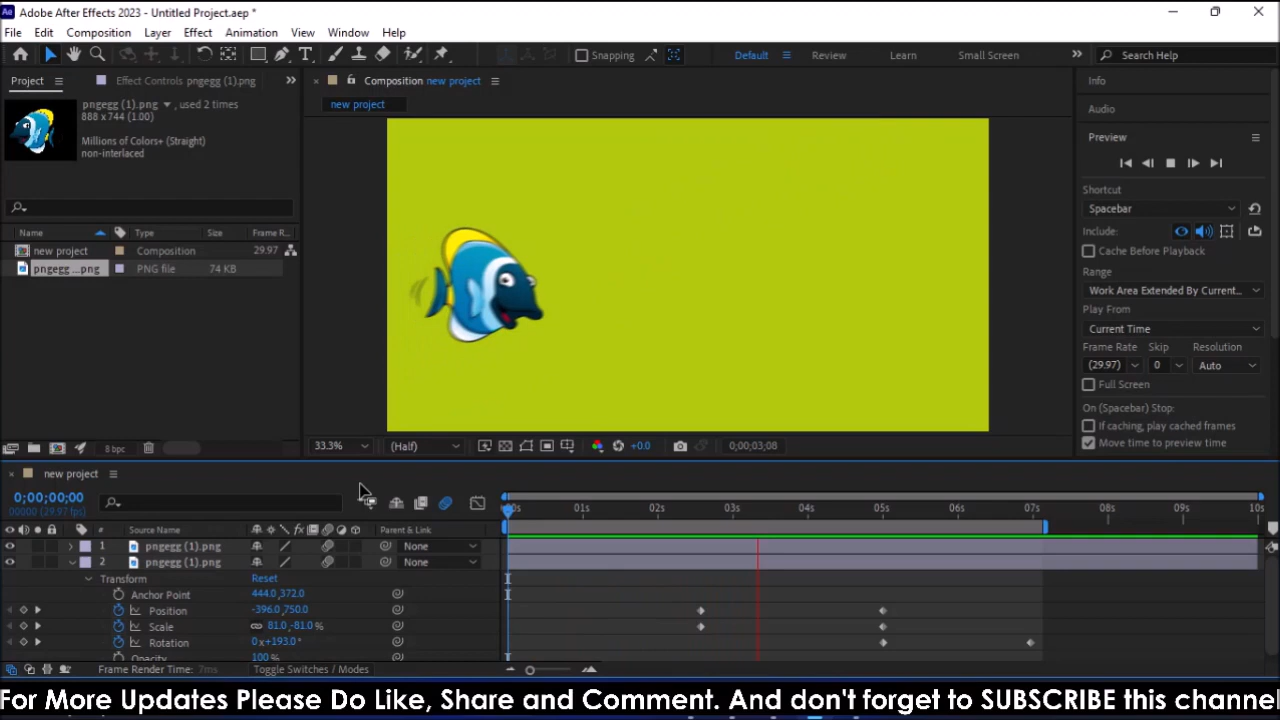 Adobe After Effects 2023 - Untitled Project.aep *
File Edit Composition Layer Effect Animation View Window Help
Snapping Default Review Learn Small Screen Search Help
Project Effect Controls pngegg (1).png
Composition new project
new project
pngegg (1).png , used 2 times
888 x 744 (1.00)
Millions of Colors+ (Straight)
non-interlaced
Name Type Size Frame R...
new project Composition 29.97
pngegg ...png PNG file 74 KB
8 bpc
33.3% (Half) +0.0 0;00;03;08
Info
Audio
Preview
Shortcut
Spacebar
Include:
Cache Before Playback
Range
Work Area Extended By Current...
Play From
Current Time
Frame Rate Skip Resolution
(29.97) 0 Auto
Full Screen
On (Spacebar) Stop:
If caching, play cached frames
Move time to preview time
new project
0;00;00;00
00000 (29.97 fps)
01s 02s 03s 04s 05s 06s 07s 08s 09s 10s
# Source Name Parent & Link
1 pngegg (1).png None
2 pngegg (1).png None
Transform Reset
Anchor Point 444.0,372.0
Position -396.0,750.0
Scale 81.0,-81.0 %
Rotation 0 x+193.0°
Opacity 100 %
Frame Render Time: 7ms Toggle Switches / Modes
For More Updates Please Do Like, Share and Comment. And don't forget to SUBSCRIBE this channel